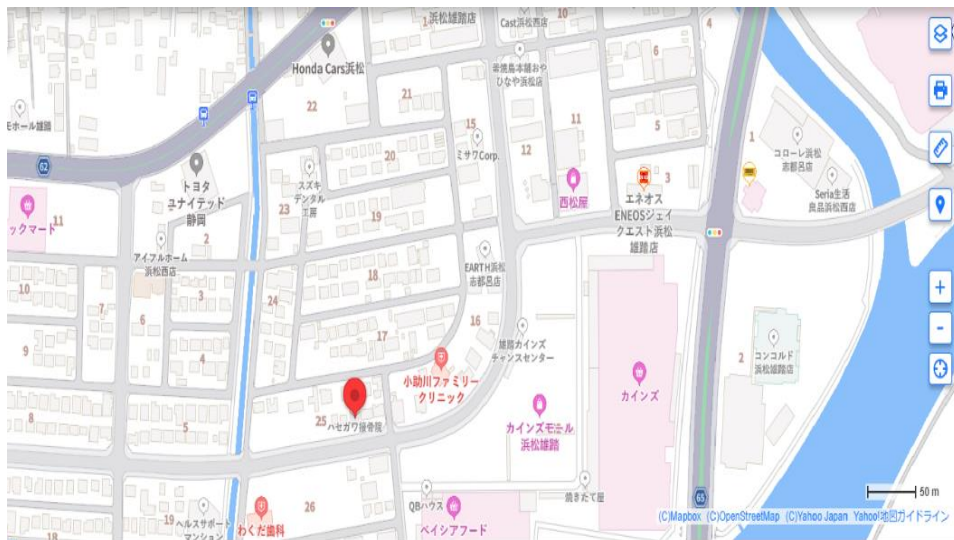 浜松雄踏店
Cast浜松西店
10
4
1
Honda Cars浜松
栄焼鳥本舗おや
ひなや浜松店
6
モホール雄踏
22
21
15
11
5
1
コローレ浜松
志都呂店
ミサワCorp.
12
20
62
トヨタ
ユナイテッド
静岡
スズキ
デンタル
工房
西松屋
3
エネオス
ENEOSジェイ
クエスト浜松
雄踏店
Seria生活
良品浜松西店
ックマート
11
23
19
2
アイフルホーム
浜松西店
EARTH浜松
志都呂店
18
10
3
7
6
24
16
17
雄踏カインズ
チャンスセンター
9
4
小助川ファミリー
クリニック
2
コンコルド
浜松雄踏店
カインズ
25
ハセガワ接骨院
カインズモール
浜松雄踏
8
5
焼きたて屋
QBハウス
65
50 m
19
ヘルスサポート
マンション
わくだ歯科
26
ベイシアフード
18
(C)Mapbox (C)OpenStreetMap (C)Yahoo Japan Yahoo!地図ガイドライン